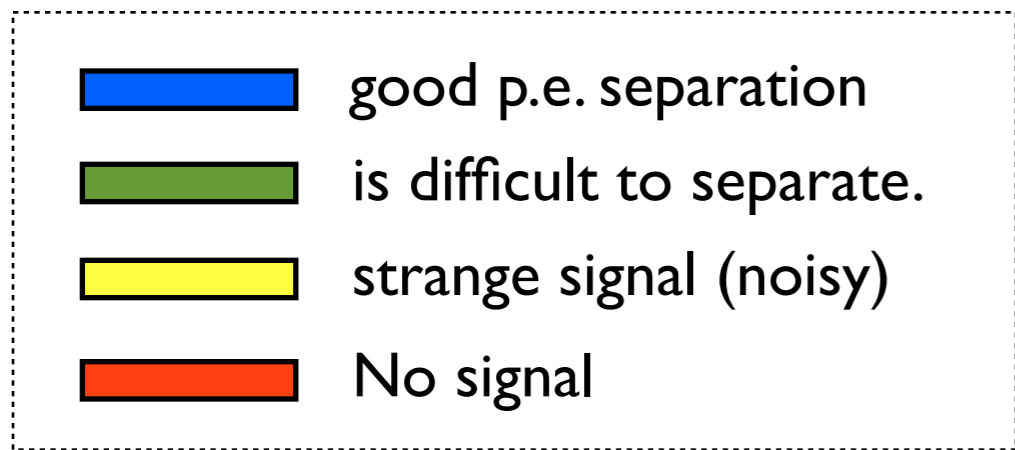 good p.e. separation
is difficult to separate.
strange signal (noisy)
No signal